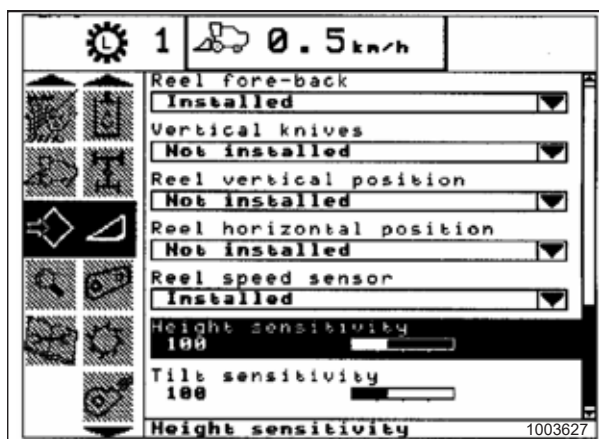 L 1 0.5km/h
Reel fore-back
Installed
Vertical knives
Not installed
Reel vertical position
Not installed
Reel horizontal position
Not installed
Reel speed sensor
Installed
Height sensitivity
100
Tilt sensitivity
100
Height sensitivity
1003627